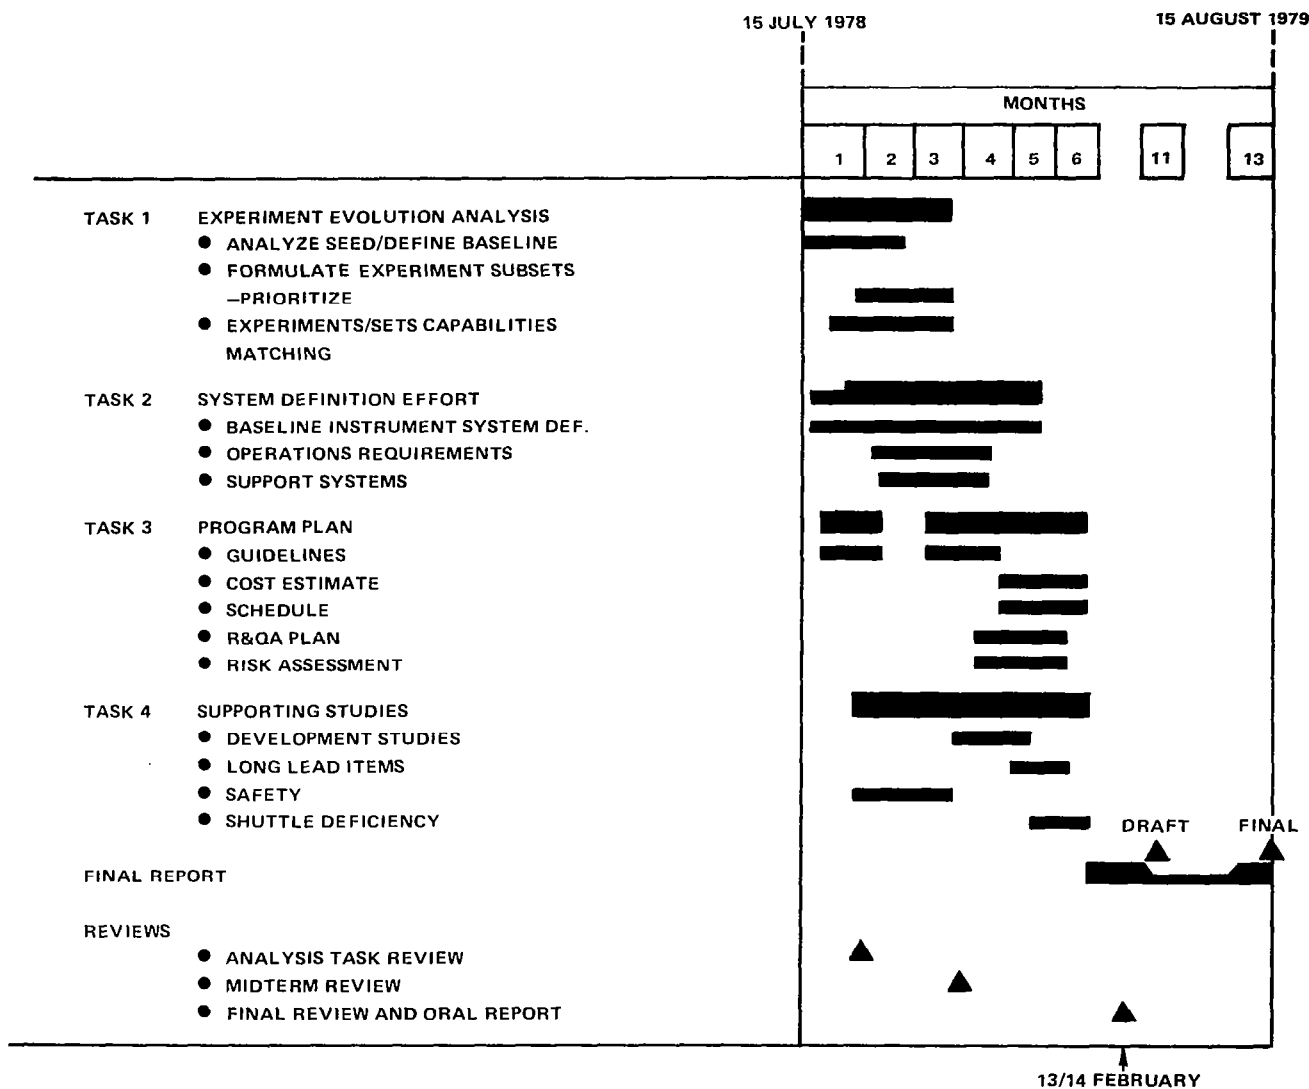 15 JULY 1978
15 AUGUST 1979
MONTHS
1 2 3 4 5 6 11 13
TASK 1 EXPERIMENT EVOLUTION ANALYSIS
● ANALYZE SEED/DEFINE BASELINE
● FORMULATE EXPERIMENT SUBSETS
—PRIORITIZE
● EXPERIMENTS/SETS CAPABILITIES
MATCHING
TASK 2 SYSTEM DEFINITION EFFORT
● BASELINE INSTRUMENT SYSTEM DEF.
● OPERATIONS REQUIREMENTS
● SUPPORT SYSTEMS
TASK 3 PROGRAM PLAN
● GUIDELINES
● COST ESTIMATE
● SCHEDULE
● R&QA PLAN
● RISK ASSESSMENT
TASK 4 SUPPORTING STUDIES
● DEVELOPMENT STUDIES
● LONG LEAD ITEMS
● SAFETY
● SHUTTLE DEFICIENCY
DRAFT FINAL
FINAL REPORT
REVIEWS
● ANALYSIS TASK REVIEW
● MIDTERM REVIEW
● FINAL REVIEW AND ORAL REPORT
13/14 FEBRUARY